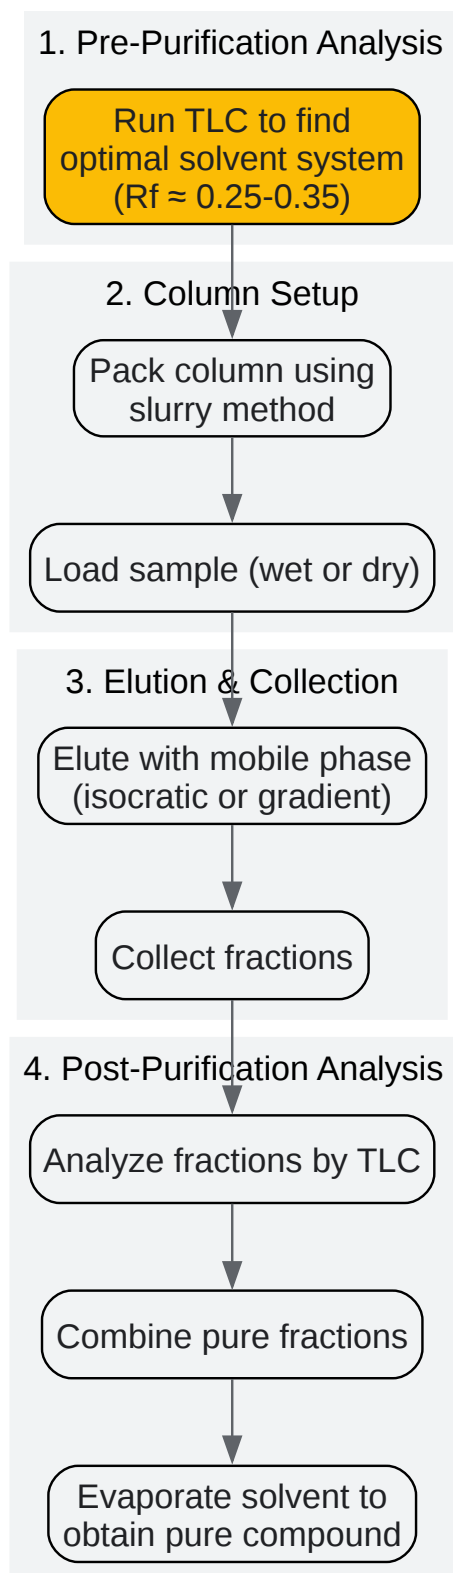 1. Pre-Purification Analysis
Run TLC to find
optimal solvent system
(Rf ≈ 0.25-0.35)
2. Column Setup
Pack column using
slurry method
Load sample (wet or dry)
3. Elution & Collection
Elute with mobile phase
(isocratic or gradient)
Collect fractions
4. Post-Purification Analysis
Analyze fractions by TLC
Combine pure fractions
Evaporate solvent to
obtain pure compound